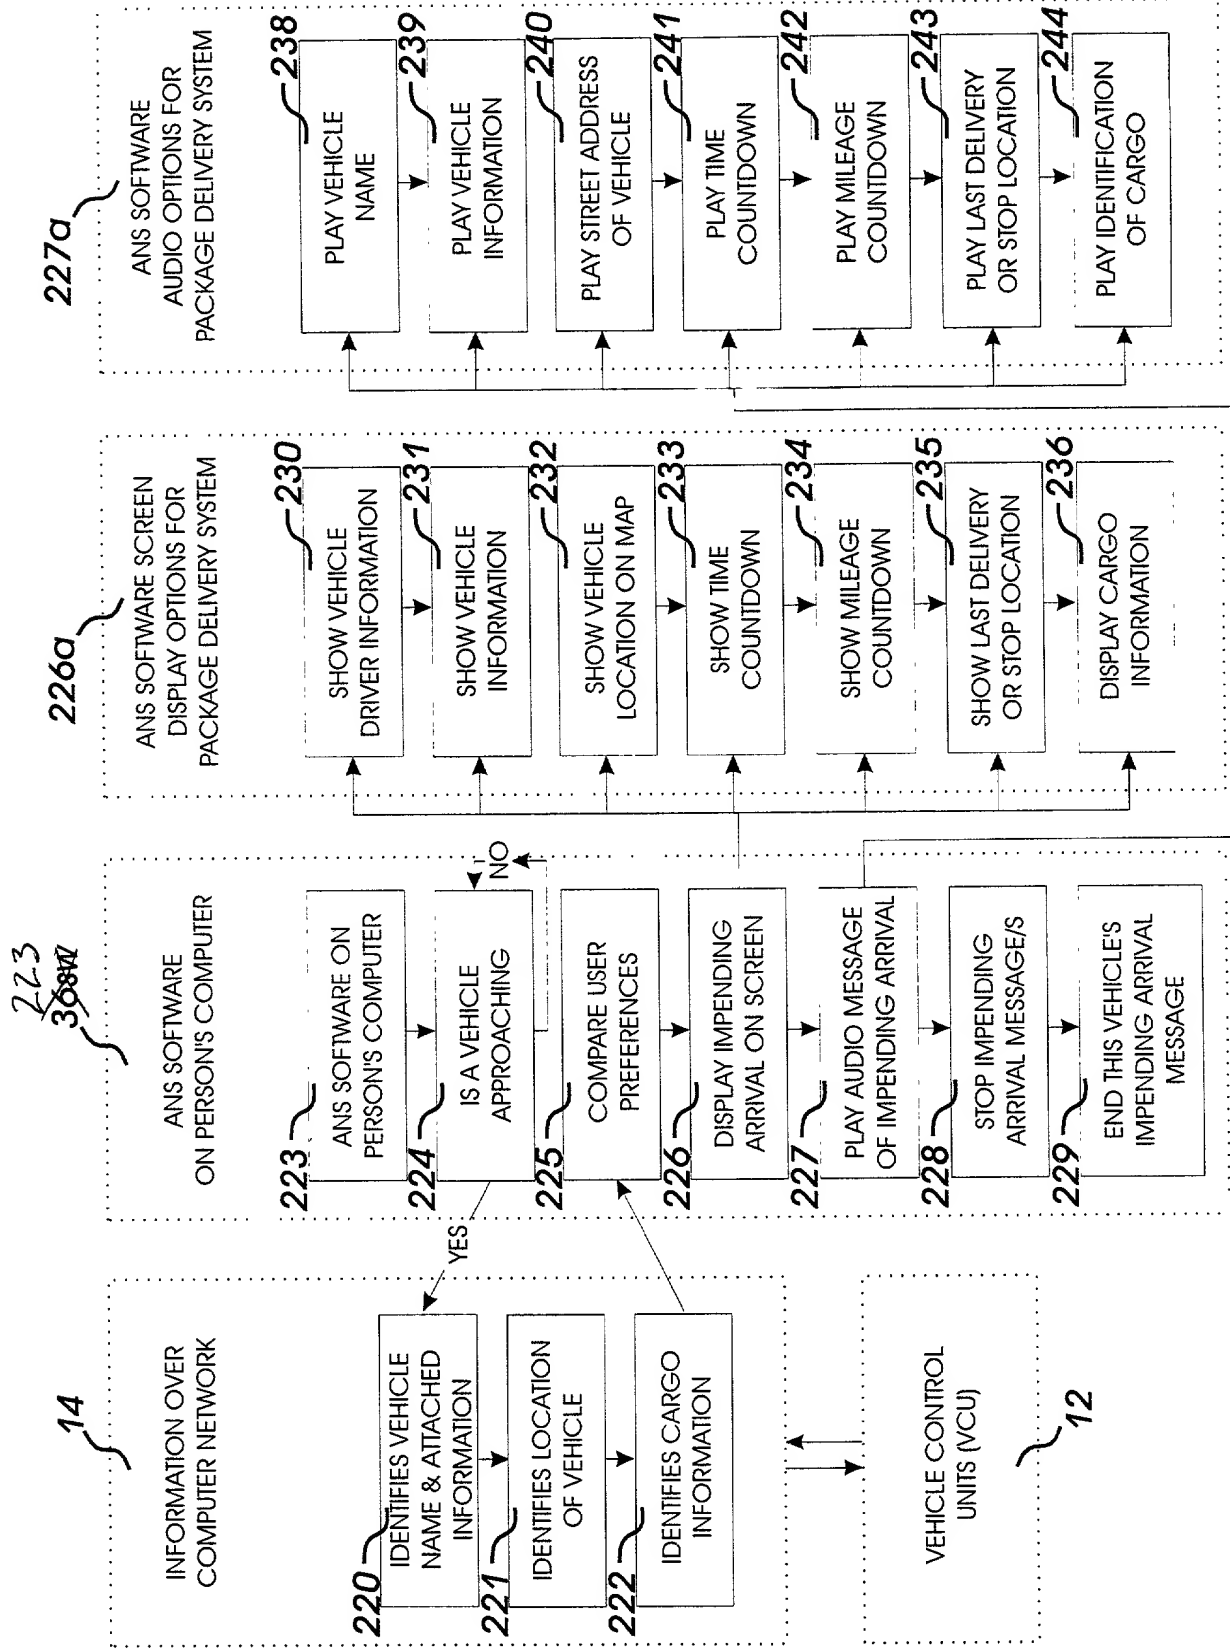 14
INFORMATION OVER
COMPUTER NETWORK
220
IDENTIFIES VEHICLE
NAME & ATTACHED
INFORMATION
221
IDENTIFIES LOCATION
OF VEHICLE
222
IDENTIFIES CARGO
INFORMATION
VEHICLE CONTROL
UNITS (VCU)
12
YES
223
ANS SOFTWARE
ON PERSON'S COMPUTER
223
ANS SOFTWARE ON
PERSON'S COMPUTER
224
IS A VEHICLE
APPROACHING
NO
225
COMPARE USER
PREFERENCES
226
DISPLAY IMPENDING
ARRIVAL ON SCREEN
227
PLAY AUDIO MESSAGE
OF IMPENDING ARRIVAL
228
STOP IMPENDING
ARRIVAL MESSAGE/S
229
END THIS VEHICLE'S
IMPENDING ARRIVAL
MESSAGE
226a
ANS SOFTWARE SCREEN
DISPLAY OPTIONS FOR
PACKAGE DELIVERY SYSTEM
230
SHOW VEHICLE
DRIVER INFORMATION
231
SHOW VEHICLE
INFORMATION
232
SHOW VEHICLE
LOCATION ON MAP
233
SHOW TIME
COUNTDOWN
234
SHOW MILEAGE
COUNTDOWN
235
SHOW LAST DELIVERY
OR STOP LOCATION
236
DISPLAY CARGO
INFORMATION
227a
ANS SOFTWARE
AUDIO OPTIONS FOR
PACKAGE DELIVERY SYSTEM
238
PLAY VEHICLE
NAME
239
PLAY VEHICLE
INFORMATION
240
PLAY STREET ADDRESS
OF VEHICLE
241
PLAY TIME
COUNTDOWN
242
PLAY MILEAGE
COUNTDOWN
243
PLAY LAST DELIVERY
OR STOP LOCATION
244
PLAY IDENTIFICATION
OF CARGO